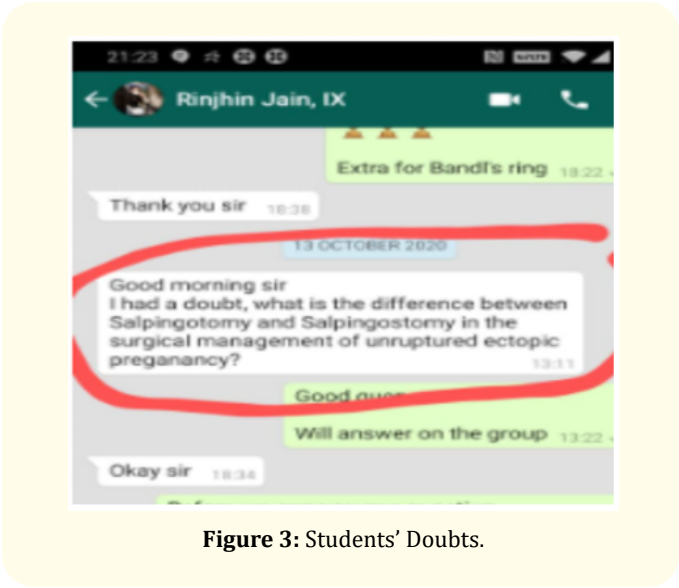 21:23
Rinjhin Jain, IX
Extra for Bandl's ring 18:22
Thank you sir 18:38
13 OCTOBER 2020
Good morning sir
I had a doubt, what is the difference between
Salpingotomy and Salpingostomy in the
surgical management of unruptured ectopic
preganancy?
13:11
Good
Will answer on the group 13:22
Okay sir 18:34
Figure 3: Students' Doubts.